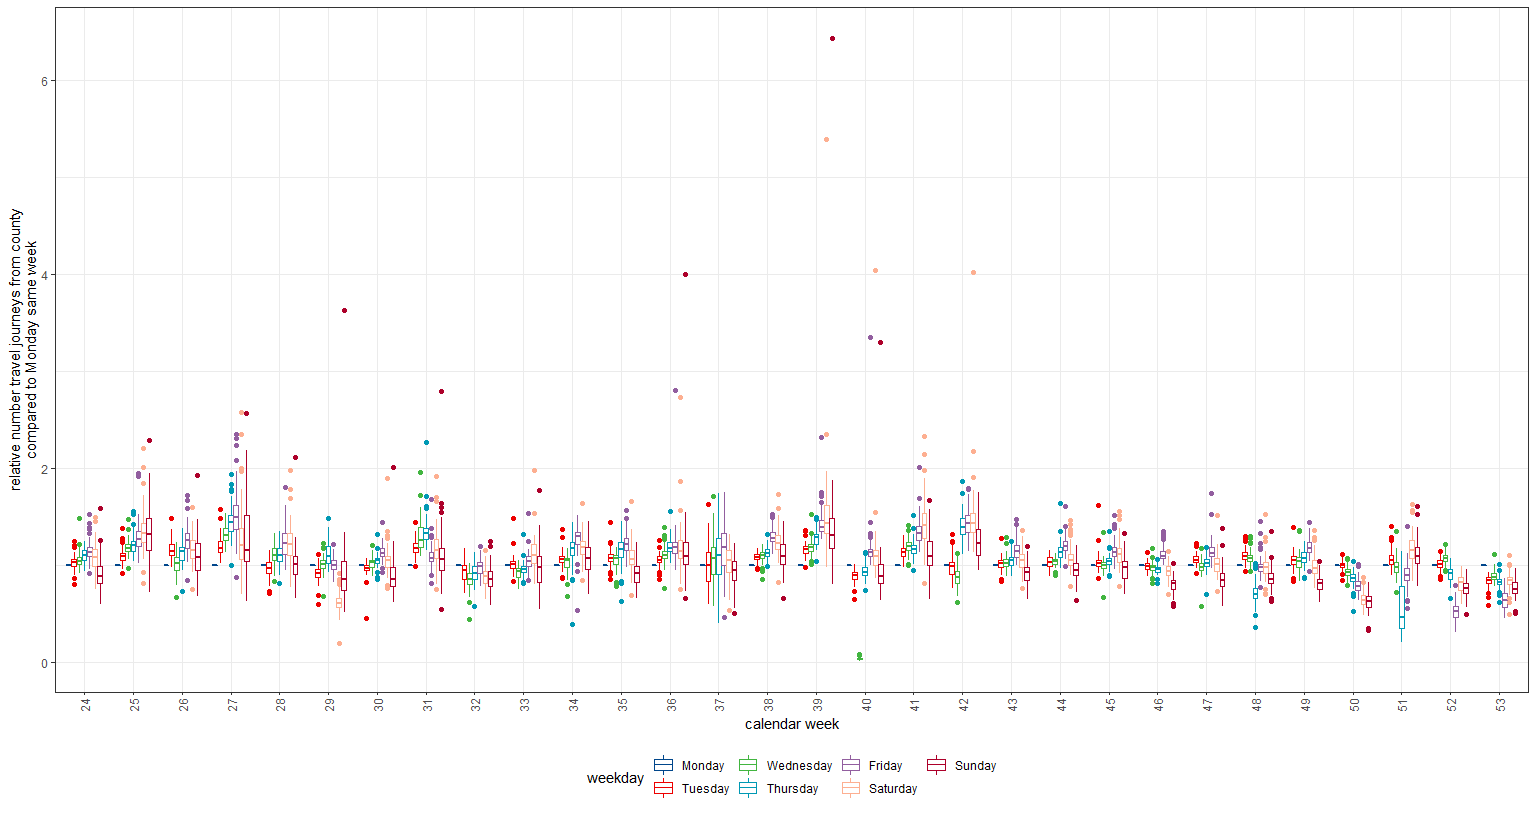 relative number travel journeys from county
compared to Monday same week
6
4
2
0
24 25 26 27 28 29 30 31 32 33 34 35 36 37 38 39 40 41 42 43 44 45 46 47 48 49 50 51 52 53
calendar week
weekday
Monday Wednesday Friday Sunday
Tuesday Thursday Saturday